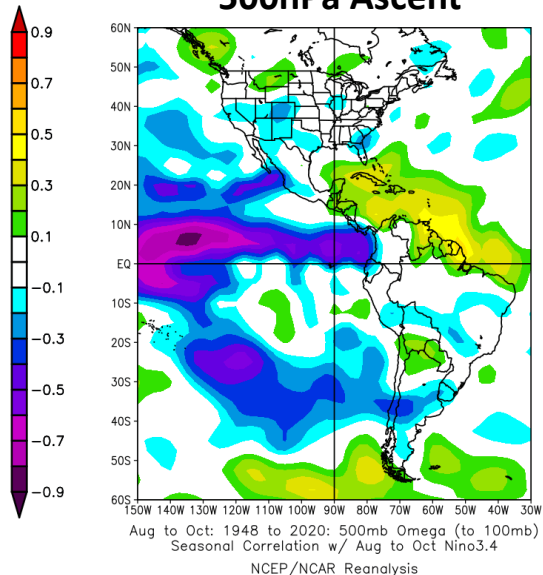 500hPa Ascent
0.9
0.7
0.5
0.3
0.1
−0.1
−0.3
−0.5
−0.7
−0.9
60N
50N
40N
30N
20N
10N
EQ
10S
20S
30S
40S
50S
60S
150W 140W 130W 120W 110W 100W 90W 80W 70W 60W 50W 40W 30W
Aug to Oct: 1948 to 2020: 500mb Omega (to 100mb)
Seasonal Correlation w/ Aug to Oct Nino3.4
NCEP/NCAR Reanalysis